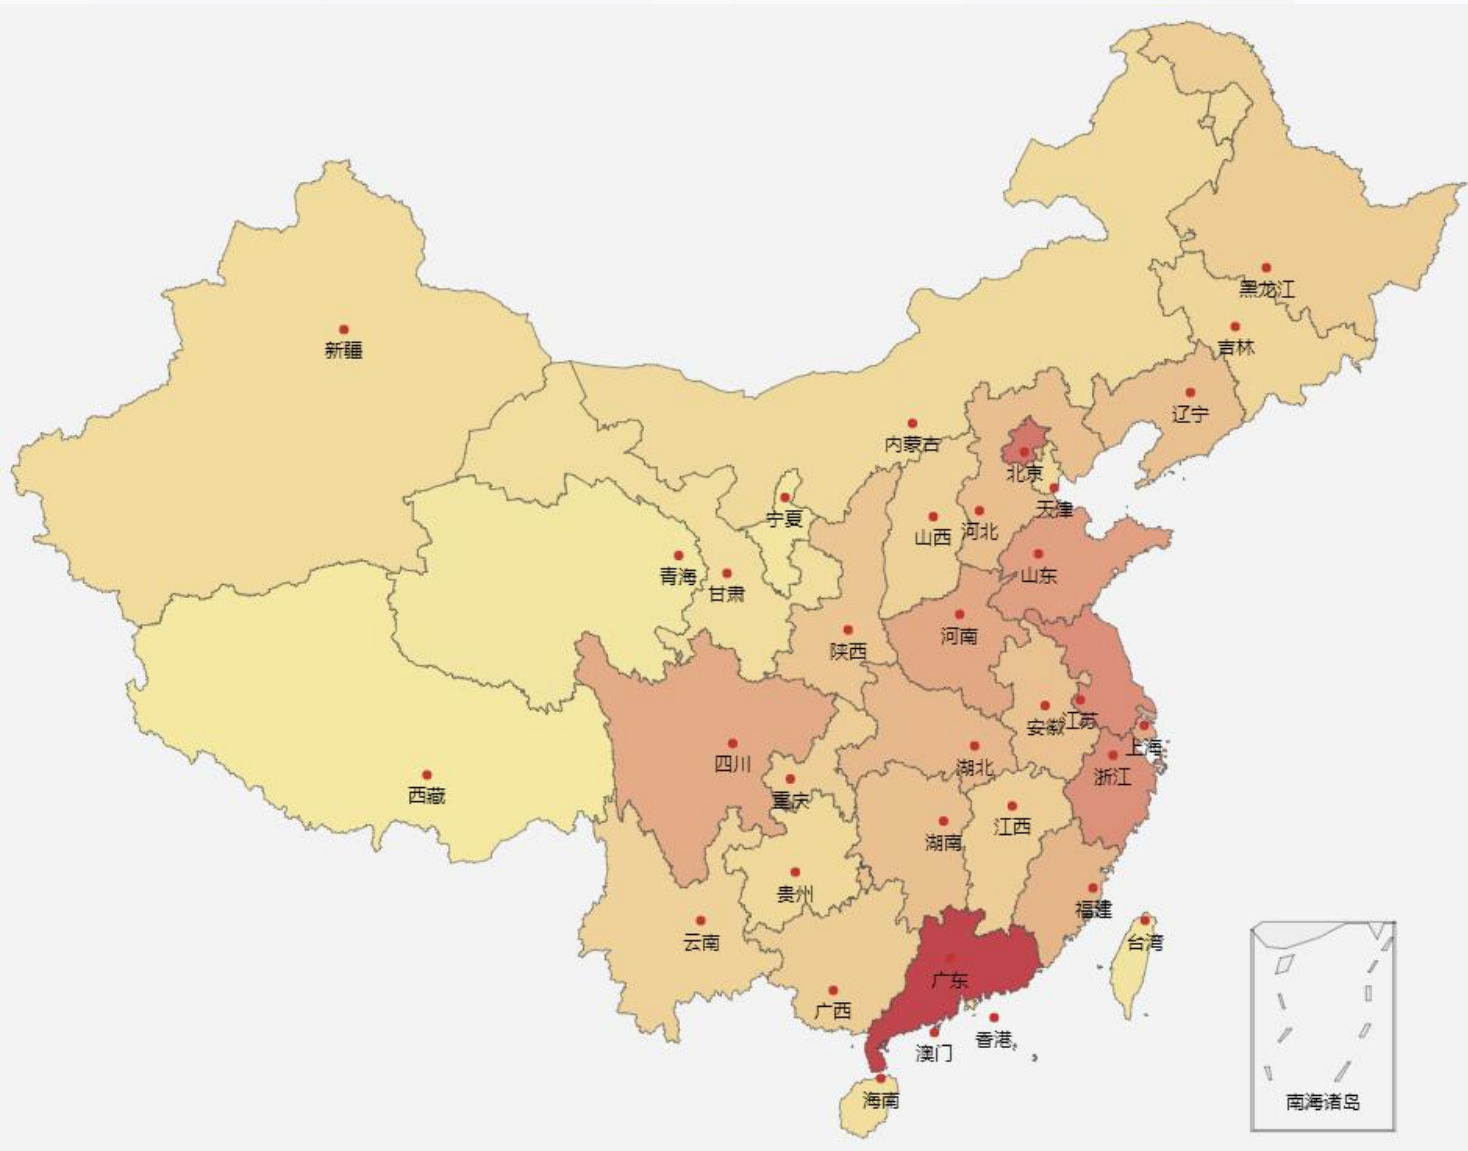 黑龙江
吉林
新疆
辽宁
内蒙古
北京
天津
宁夏
山西
河北
青海
甘肃
山东
陕西
河南
安徽
江苏
上海
四川
湖北
浙江
西藏
重庆
湖南
江西
贵州
福建
云南
台湾
广东
广西
香港
澳门
海南
南海诸岛